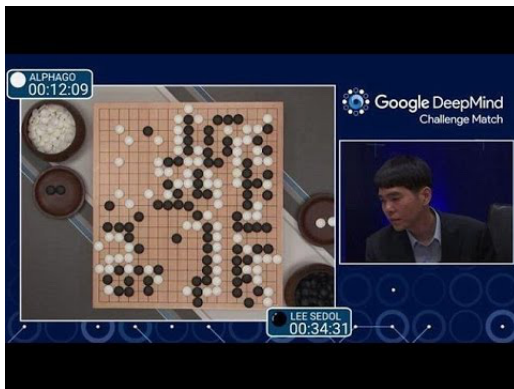 ALPHAGO
00:12:09
Google DeepMind
Challenge Match
LEE SEDOL
00:34:31